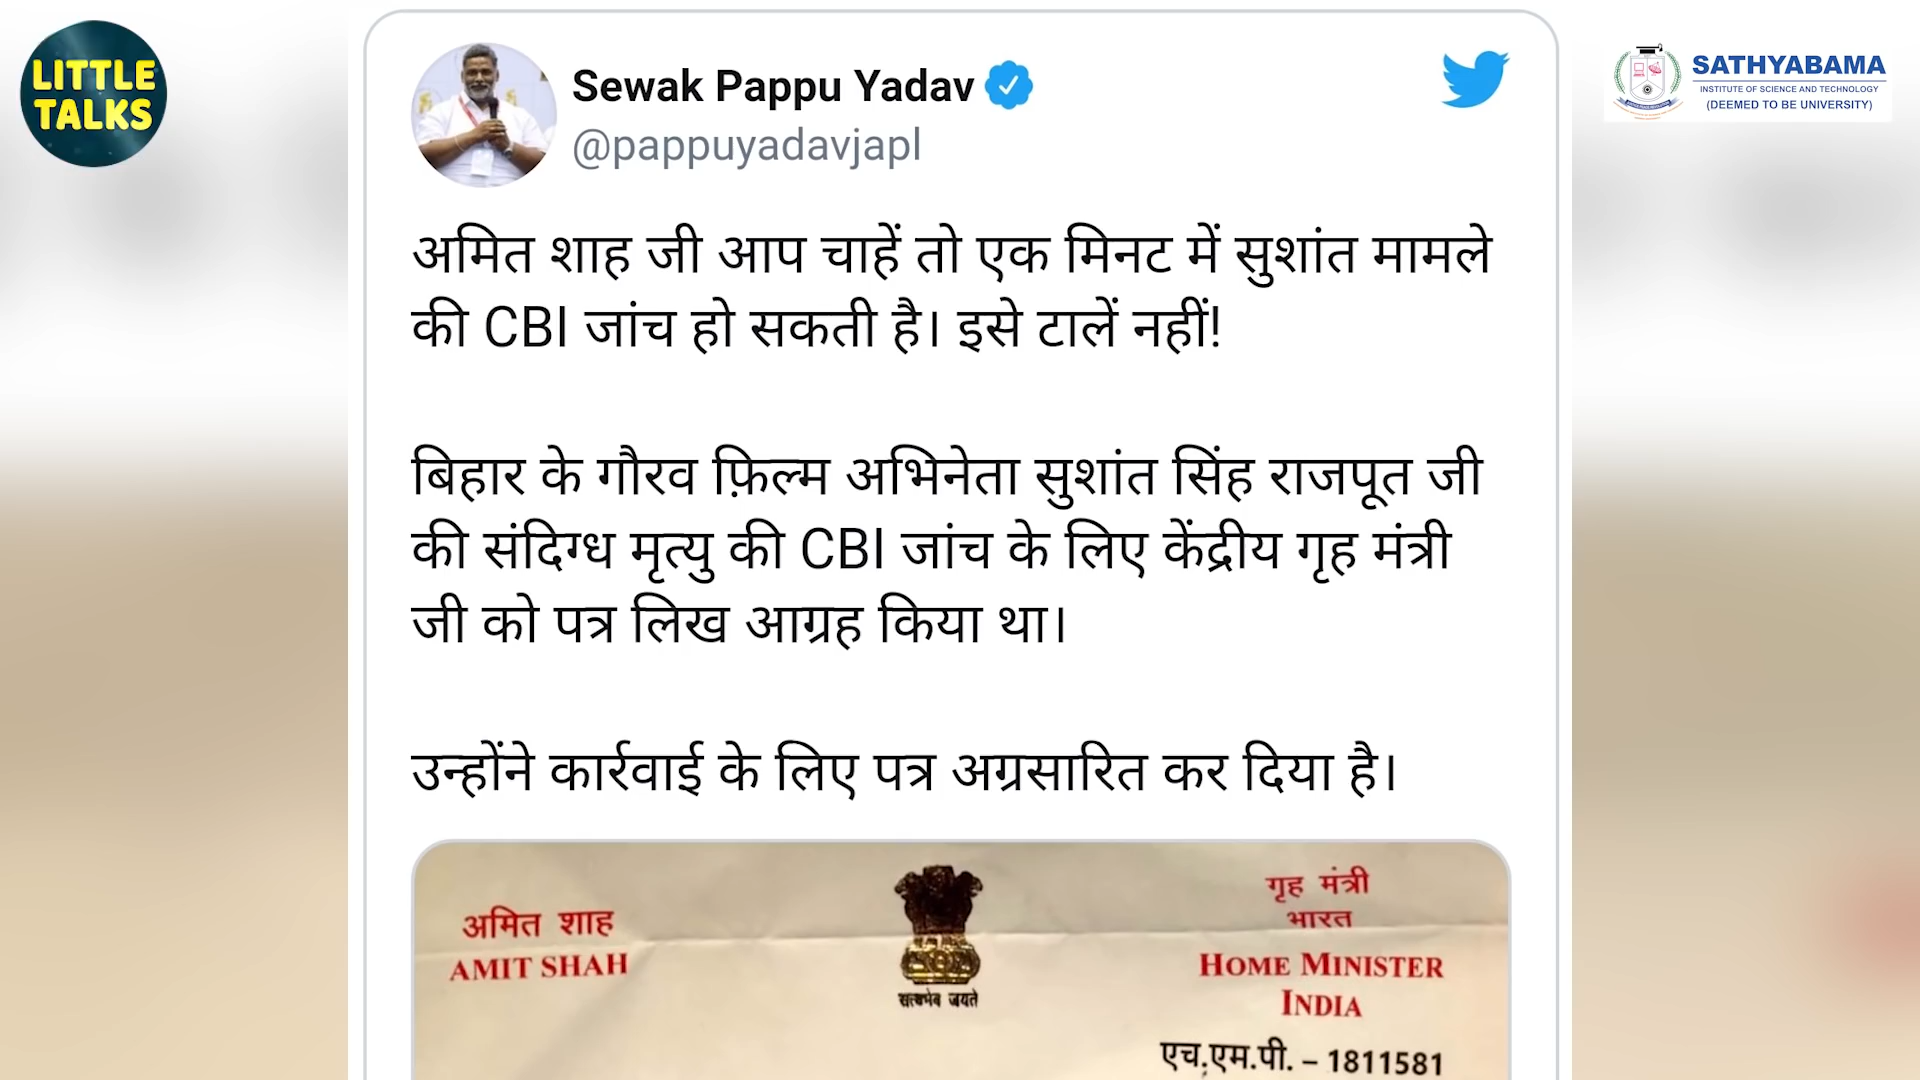 LITTLE
TALKS
Sewak Pappu Yadav
@pappuyadavjapl
SATHYABAMA
INSTITUTE OF SCIENCE AND TECHNOLOGY
(DEEMED TO BE UNIVERSITY)
अमित शाह जी आप चाहें तो एक मिनट में सुशांत मामले
की CBI जांच हो सकती है। इसे टालें नहीं!
बिहार के गौरव फ़िल्म अभिनेता सुशांत सिंह राजपूत जी
की संदिग्ध मृत्यु की CBI जांच के लिए केंद्रीय गृह मंत्री
जी को पत्र लिख आग्रह किया था।
उन्होंने कार्रवाई के लिए पत्र अग्रसारित कर दिया है।
अमित शाह
AMIT SHAH
सत्यमेव जयते
गृह मंत्री
भारत
HOME MINISTER
INDIA
एच.एम.पी. – 1811581